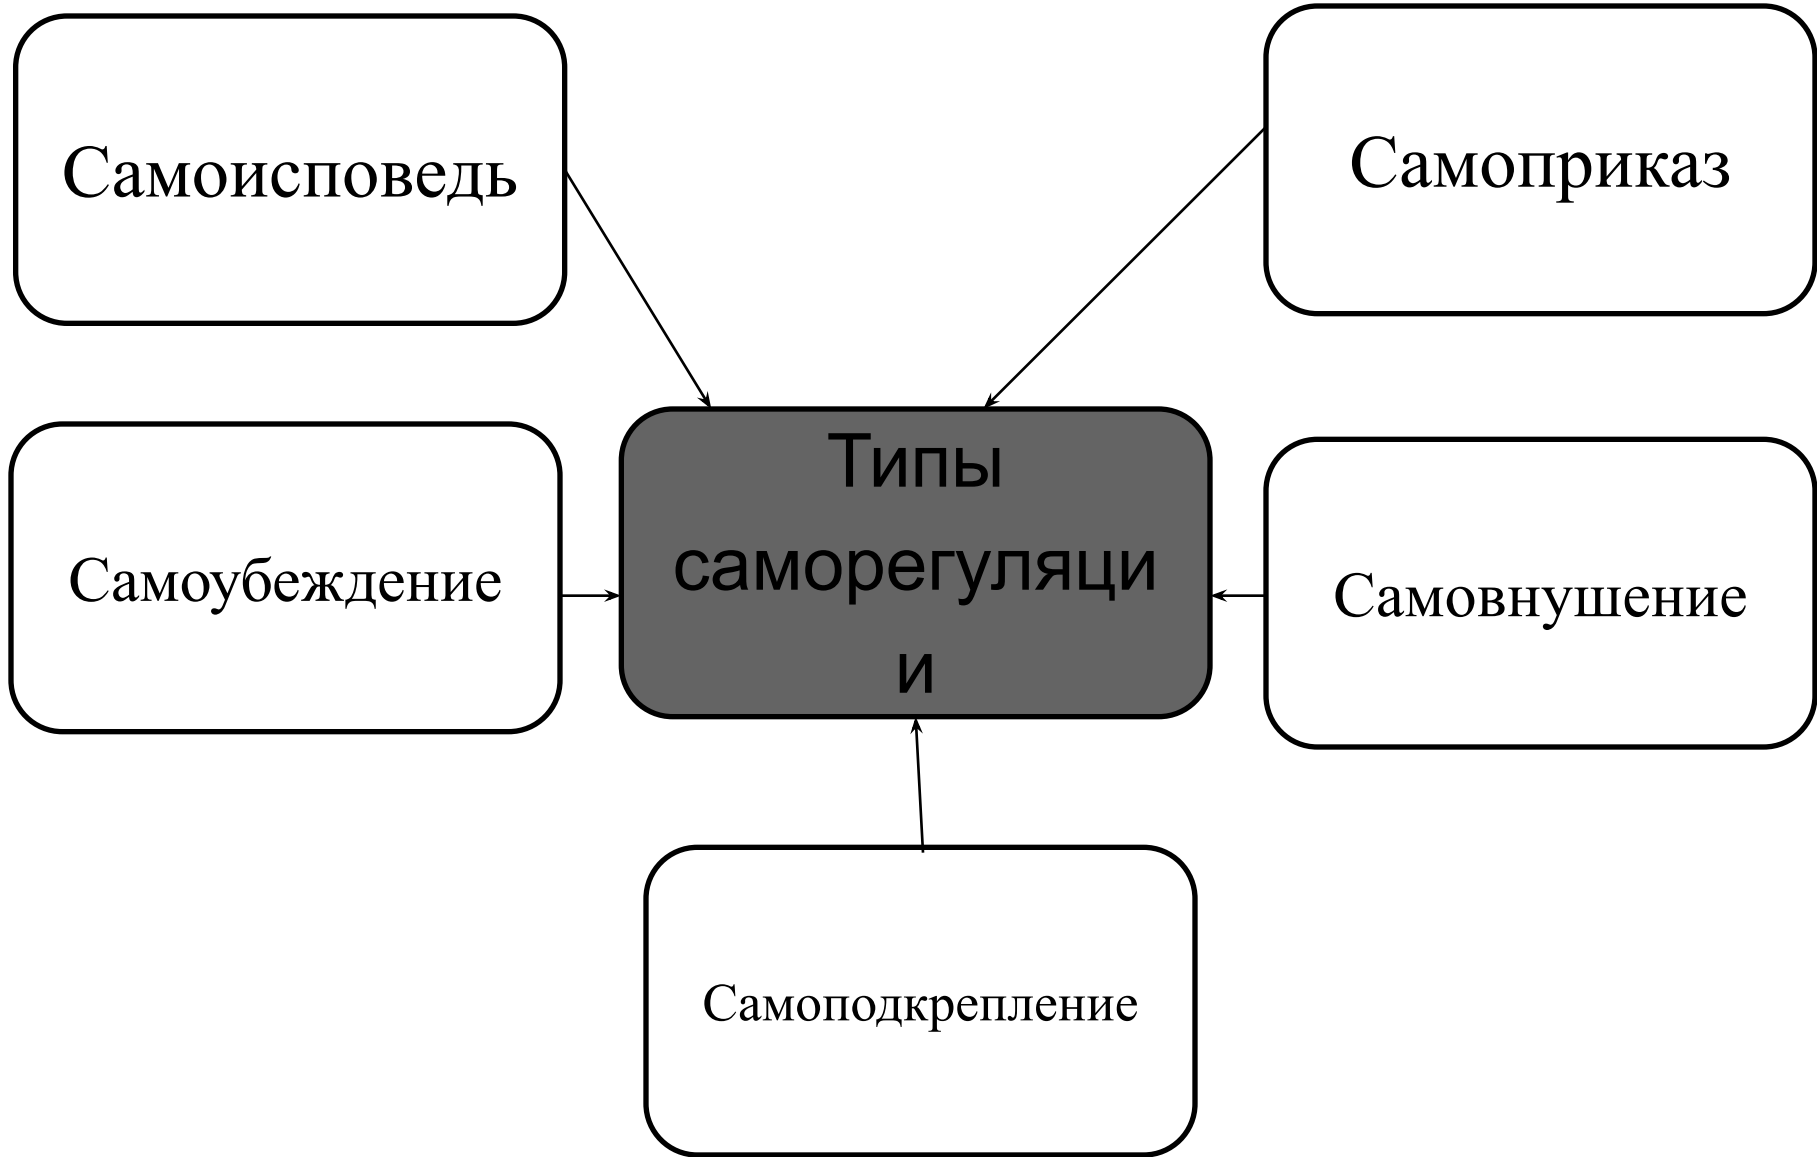 Самоисповедь
Самоприказ
Типы
саморегуляци
и
Самоубеждение
Самовнушение
Самоподкрепление